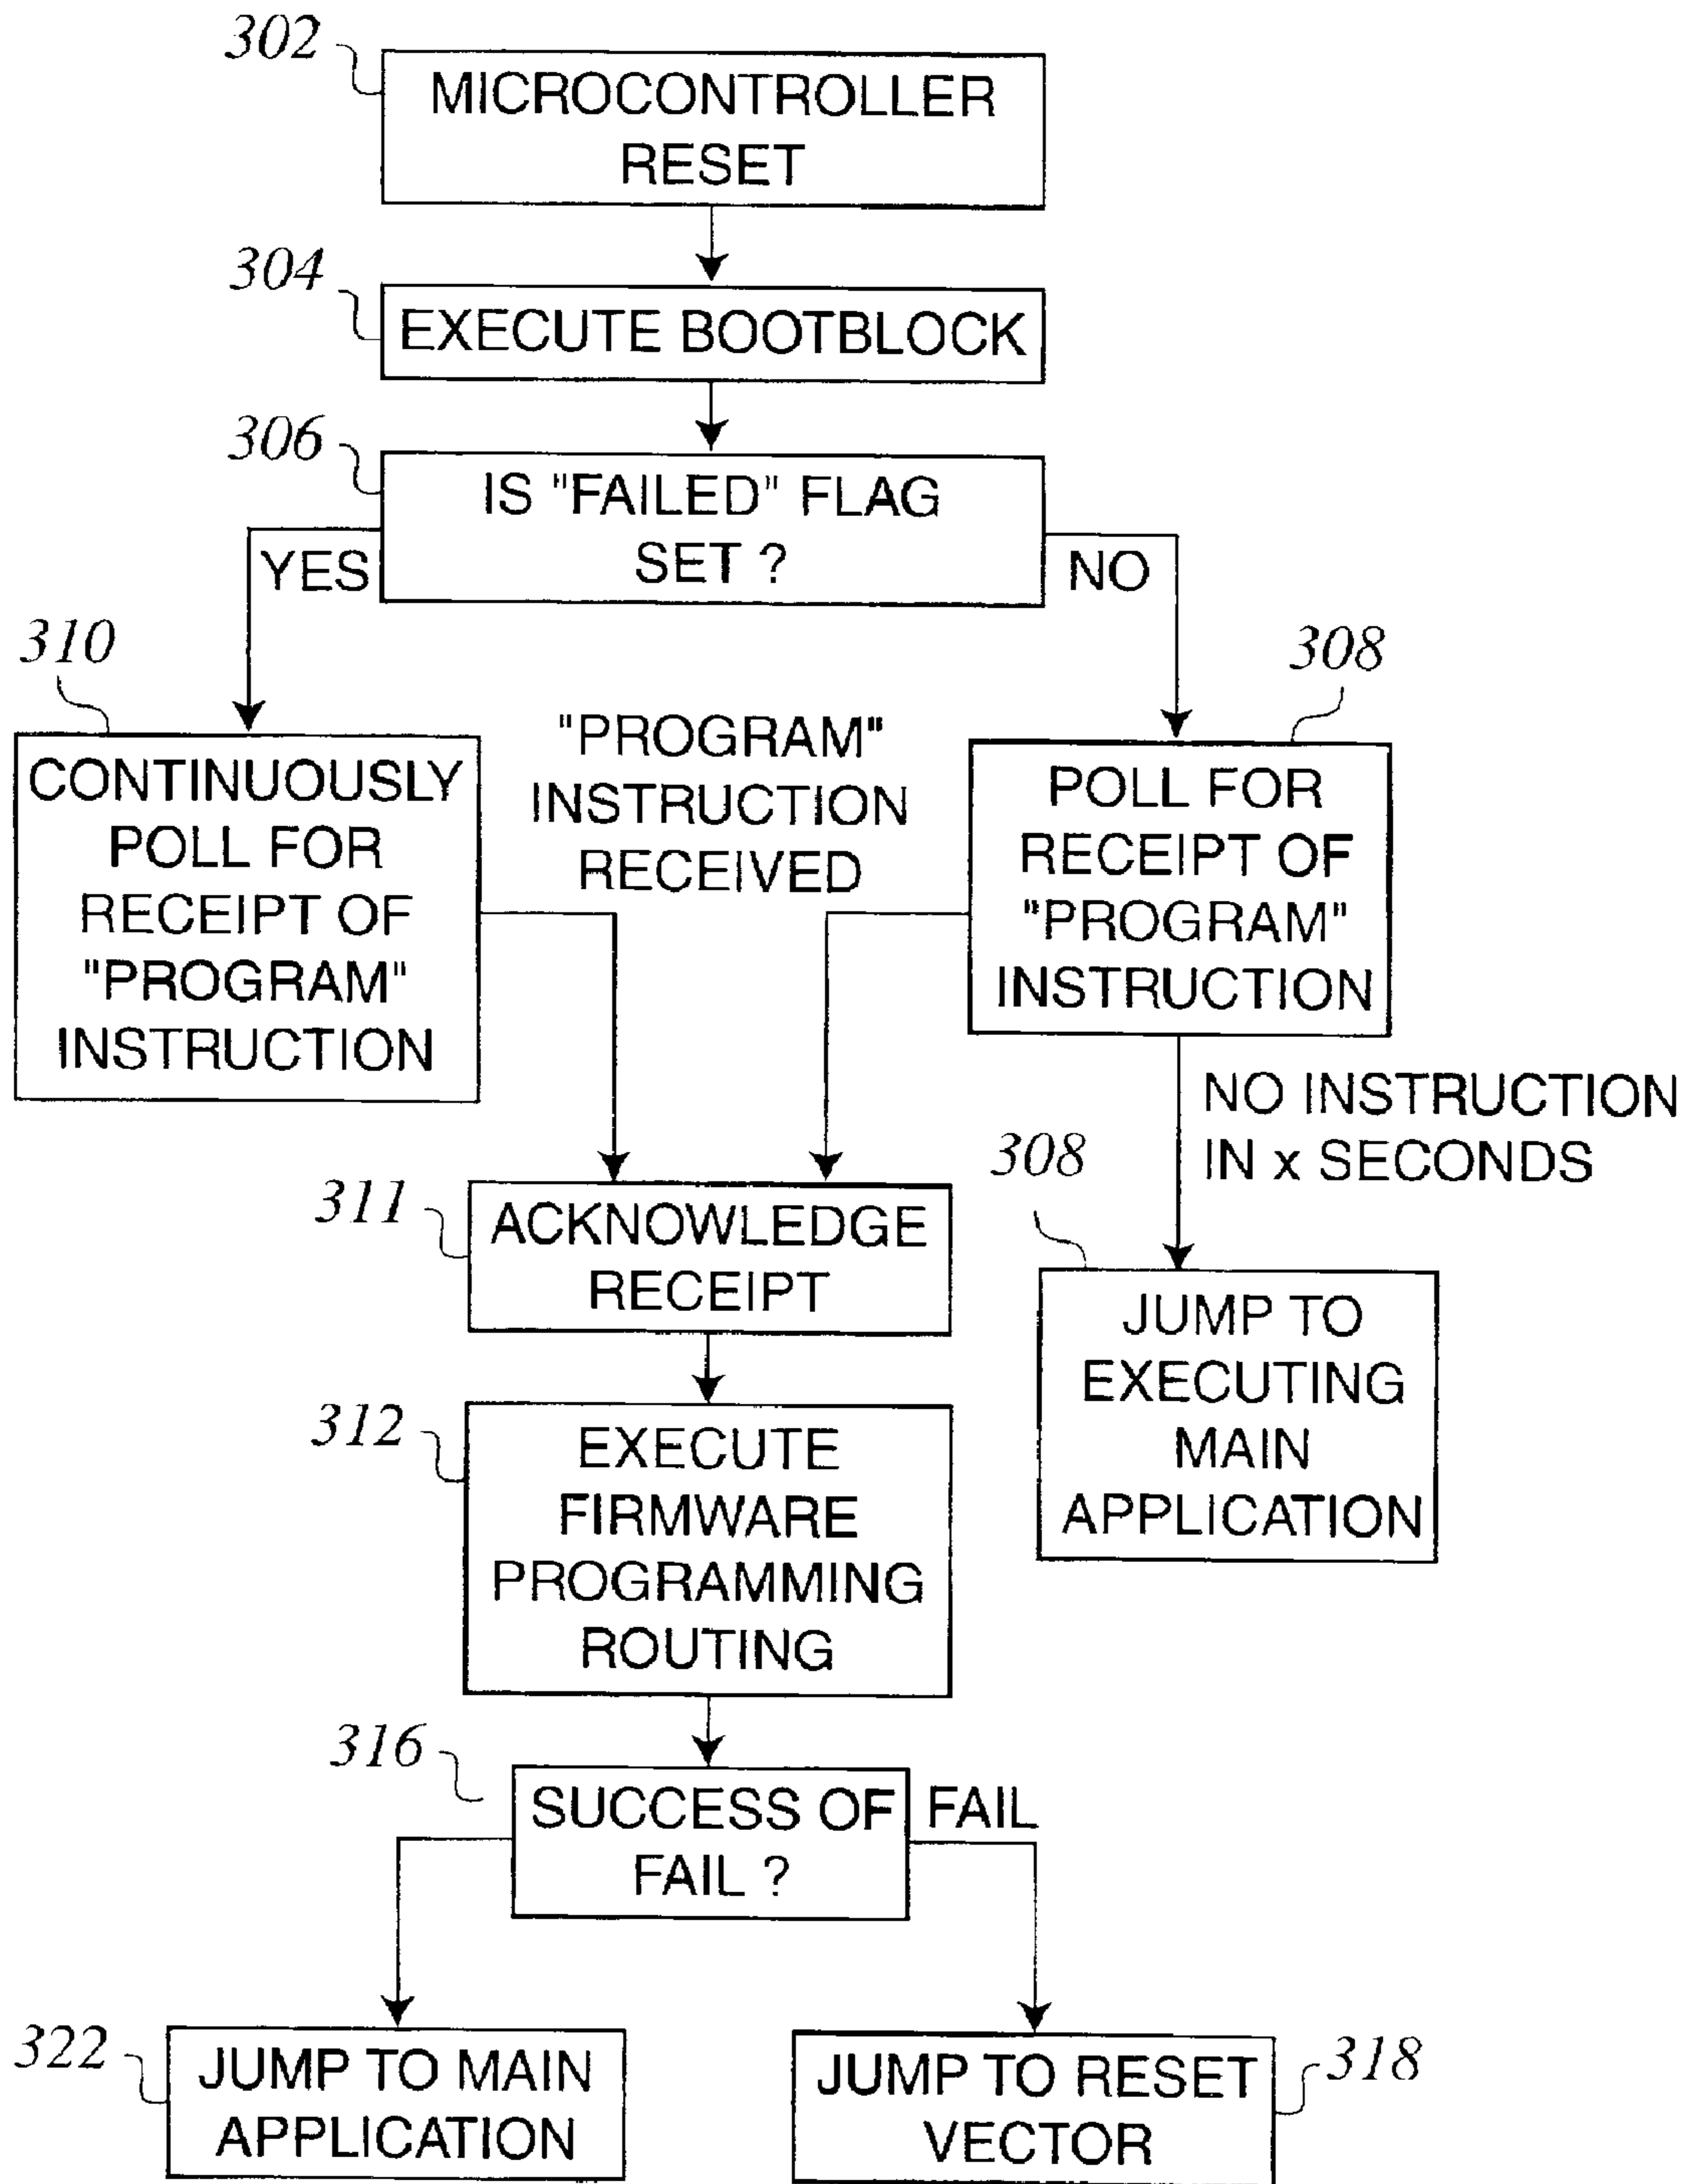 302
MICROCONTROLLER
RESET
304
EXECUTE BOOTBLOCK
306
IS "FAILED" FLAG
SET ?
YES
NO
310
308
CONTINUOUSLY
POLL FOR
RECEIPT OF
"PROGRAM"
INSTRUCTION
"PROGRAM"
INSTRUCTION
RECEIVED
POLL FOR
RECEIPT OF
"PROGRAM"
INSTRUCTION
NO INSTRUCTION
IN x SECONDS
311
ACKNOWLEDGE
RECEIPT
308
JUMP TO
EXECUTING
MAIN
APPLICATION
312
EXECUTE
FIRMWARE
PROGRAMMING
ROUTING
316
SUCCESS OF
FAIL ?
FAIL
322
JUMP TO MAIN
APPLICATION
JUMP TO RESET
VECTOR
318